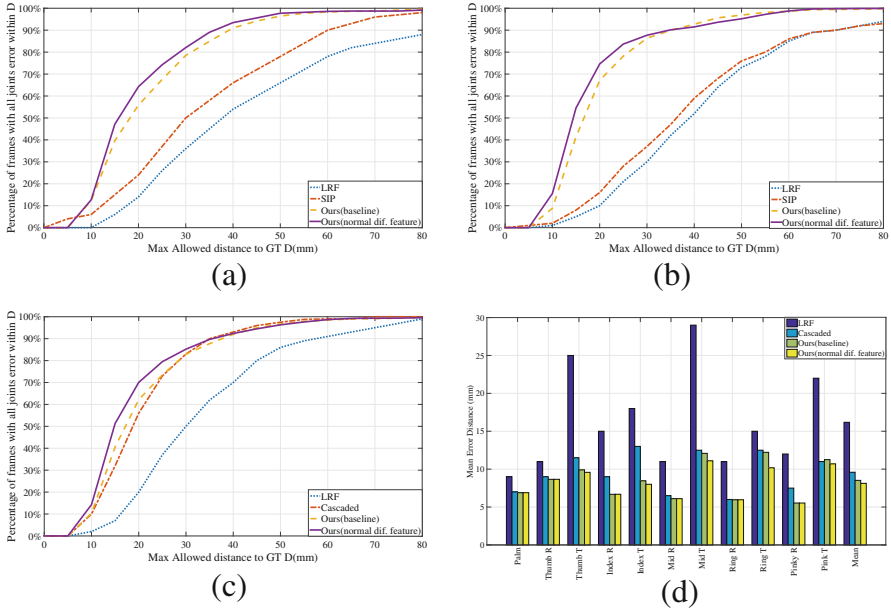 Percentage of frames with all joints error within D
100%
90%
80%
70%
60%
50%
40%
30%
20%
10%
0%
0 10 20 30 40 50 60 70 80
Max Allowed distance to GT D(mm)
LRF
SIP
Ours(baseline)
Ours(normal dif. feature)
(a)
Percentage of frames with all joints error within D
100%
90%
80%
70%
60%
50%
40%
30%
20%
10%
0%
0 10 20 30 40 50 60 70 80
Max Allowed distance to GT D(mm)
LRF
SIP
Ours(baseline)
Ours(normal dif. feature)
(b)
Percentage of frames with all joints error within D
100%
90%
80%
70%
60%
50%
40%
30%
20%
10%
0%
0 10 20 30 40 50 60 70 80
Max Allowed distance to GT D(mm)
LRF
Cascaded
Ours(baseline)
Ours(normal dif. feature)
(c)
Mean Error Distance (mm)
30
25
20
15
10
5
0
LRF
Cascaded
Ours(baseline)
Ours(normal dif. feature)
Palm
Thumb R
Thumb T
Index R
Index T
Mid R
Mid T
Ring R
Ring T
Pinky R
Pink T
Mean
(d)